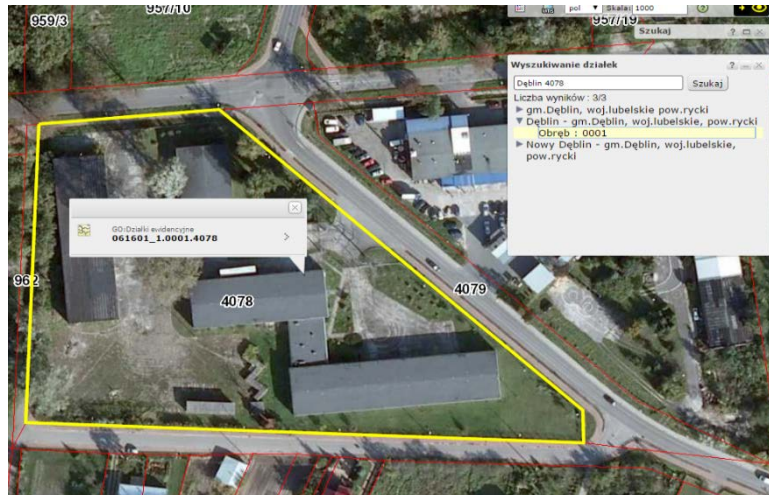 959/3
957/10
957/19
pol
Skala: 1000
Szukaj
Wyszukiwanie działek
Dęblin 4078
Szukaj
Liczba wyników : 3/3
gm.Dęblin, woj.lubelskie pow.rycki
Dęblin - gm.Dęblin, woj.lubelskie, pow.rycki
Obręb : 0001
Nowy Dęblin - gm.Dęblin, woj.lubelskie,
pow.rycki
GO:Działki ewidencyjne
061601_1.0001.4078
962
4078
4079